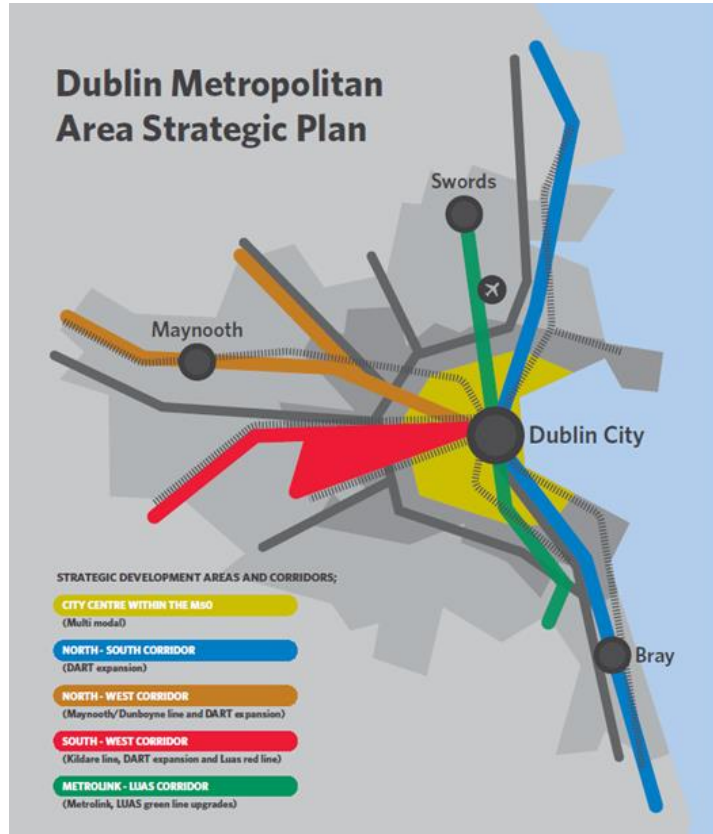 Dublin Metropolitan
Area Strategic Plan
Swords
Maynooth
Dublin City
Bray
STRATEGIC DEVELOPMENT AREAS AND CORRIDORS;
CITY CENTRE WITHIN THE M50
(Multi modal)
NORTH - SOUTH CORRIDOR
(DART expansion)
NORTH - WEST CORRIDOR
(Maynooth/Dunboyne line and DART expansion)
SOUTH - WEST CORRIDOR
(Kildare line, DART expansion and Luas red line)
METROLINK - LUAS CORRIDOR
(Metrolink, LUAS green line upgrades)